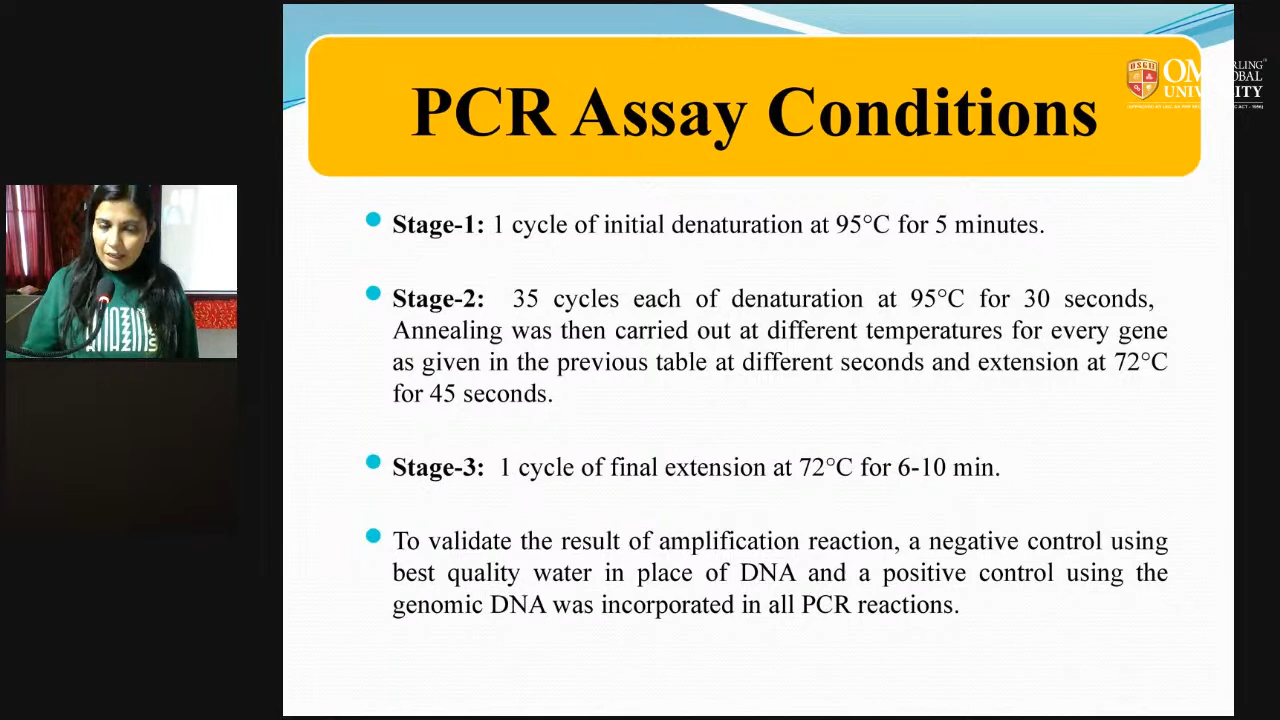 PCR Assay Conditions
OSGU
OM
RLING
OBAL
UNIVERSITY
Stage-1: 1 cycle of initial denaturation at 95°C for 5 minutes.
Stage-2: 35 cycles each of denaturation at 95°C for 30 seconds,
Annealing was then carried out at different temperatures for every gene
as given in the previous table at different seconds and extension at 72°C
for 45 seconds.
Stage-3: 1 cycle of final extension at 72°C for 6-10 min.
To validate the result of amplification reaction, a negative control using
best quality water in place of DNA and a positive control using the
genomic DNA was incorporated in all PCR reactions.